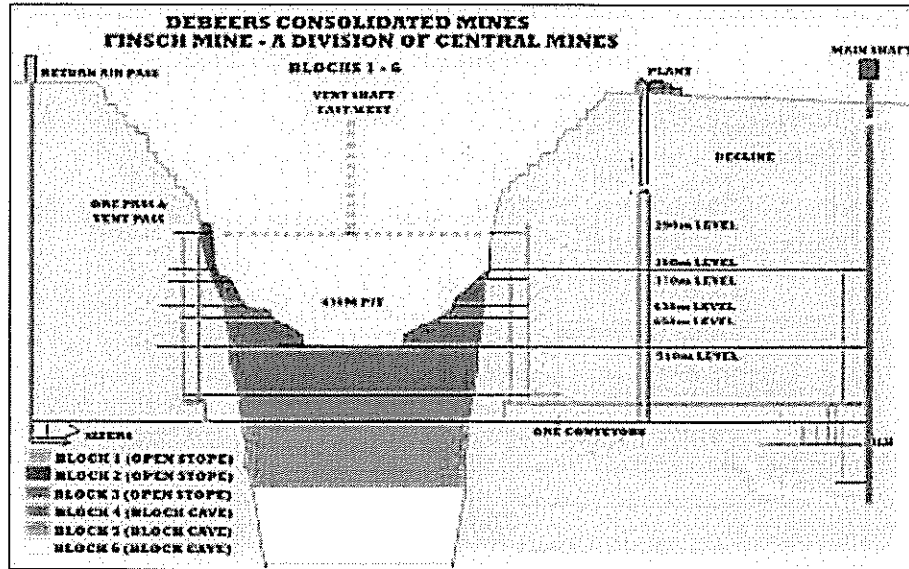 DEBEERS CONSOLIDATED MINES
FINSCH MINE - A DIVISION OF CENTRAL MINES
BLOCKS 1 - 6
MAIN SHAFT
RETURN AIR PASS
PLANT
VENT SHAFT
EAST WEST
DECLINE
ORE PASS &
VENT PASS
LEVEL
LEVEL
LEVEL
PIT
LEVEL
LEVEL
510m LEVEL
ORE CONVEYORS
BLOCK 1 (OPEN STOPE)
BLOCK 2 (OPEN STOPE)
BLOCK 3 (OPEN STOPE)
BLOCK 4 (BLOCK CAVE)
BLOCK 5 (BLOCK CAVE)
BLOCK 6 (BLOCK CAVE)